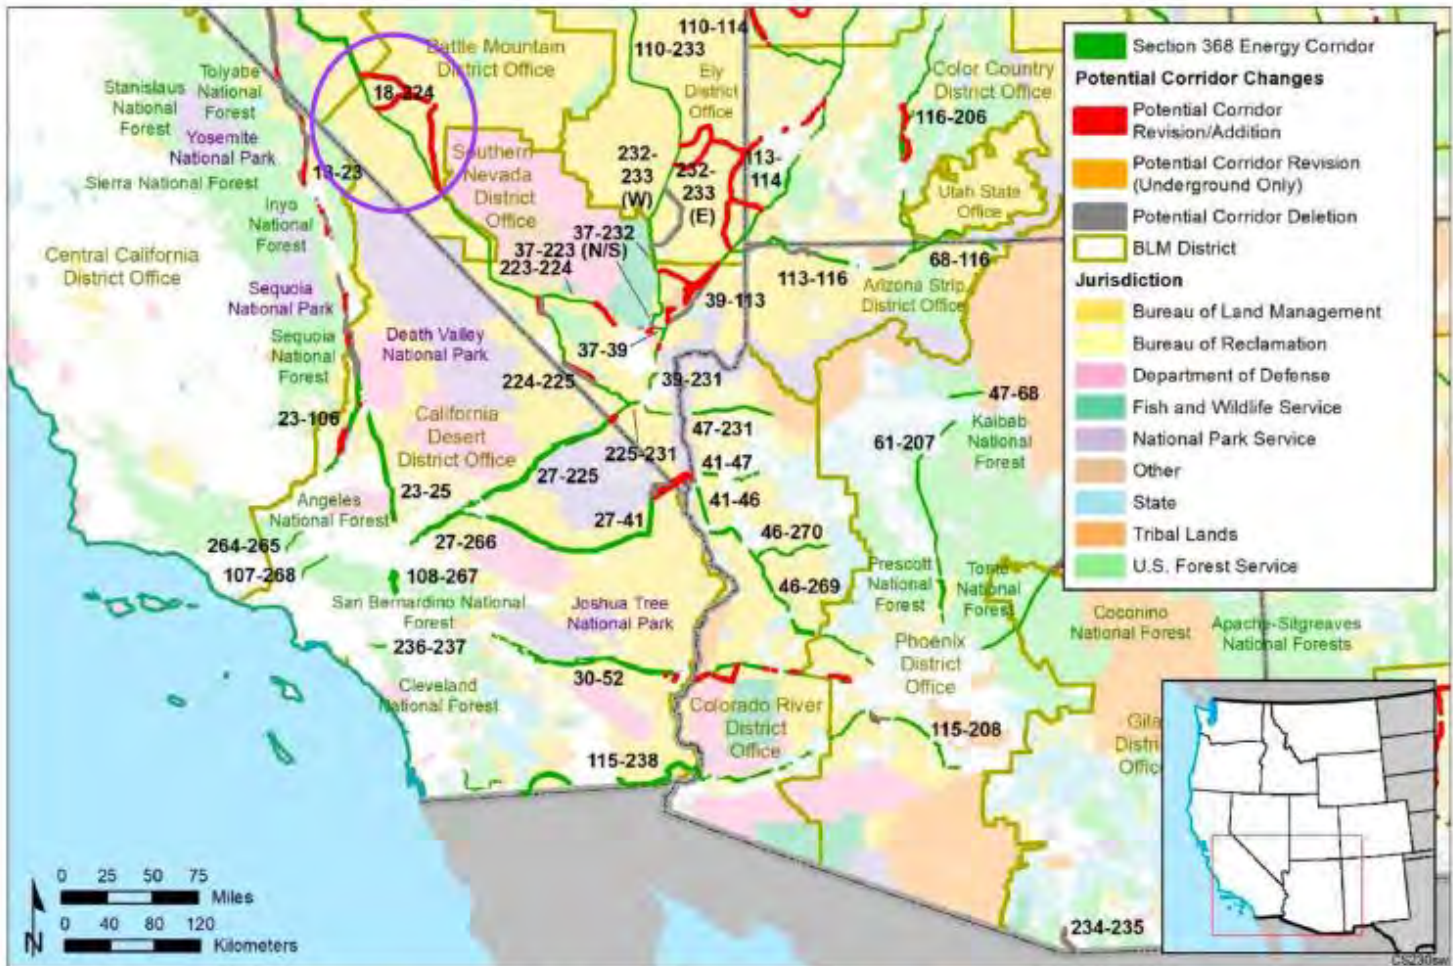 110-114
110-233
Battle Mountain
District Office
Ely
District
Office
Color Country
District Office
Toiyabe
National
Forest
Stanislaus
National
Forest
18-224
116-206
Yosemite
National Park
Southern
Nevada
District
Office
232-
233
(W)
232-
233
(E)
113-
114
Sierra National Forest
18-23
Utah State
Office
Inyo
National
Forest
Central California
District Office
37-232
37-223 (N/S)
223-224
68-116
113-116
Arizona Strip
District Office
Sequoia
National Park
39-113
Sequoia
National
Forest
Death Valley
National Park
37-39
224-225
39-231
47-68
Kaibab
National
Forest
23-106
California
Desert
District Office
47-231
61-207
225-231
27-225
41-47
23-25
41-46
Angeles
National Forest
27-41
46-270
264-265
27-266
107-268
108-267
46-269
Prescott
National
Forest
Tonto
National
Forest
San Bernardino National
Forest
Joshua Tree
National Park
Coconino
National Forest
Apache-Sitgreaves
National Forests
236-237
Phoenix
District
Office
30-52
Cleveland
National Forest
Colorado River
District
Office
115-208
Gila
District
Office
115-238
234-235
Section 368 Energy Corridor
Potential Corridor Changes
Potential Corridor
Revision/Addition
Potential Corridor Revision
(Underground Only)
Potential Corridor Deletion
BLM District
Jurisdiction
Bureau of Land Management
Bureau of Reclamation
Department of Defense
Fish and Wildlife Service
National Park Service
Other
State
Tribal Lands
U.S. Forest Service
0 25 50 75
Miles
0 40 80 120
Kilometers
N